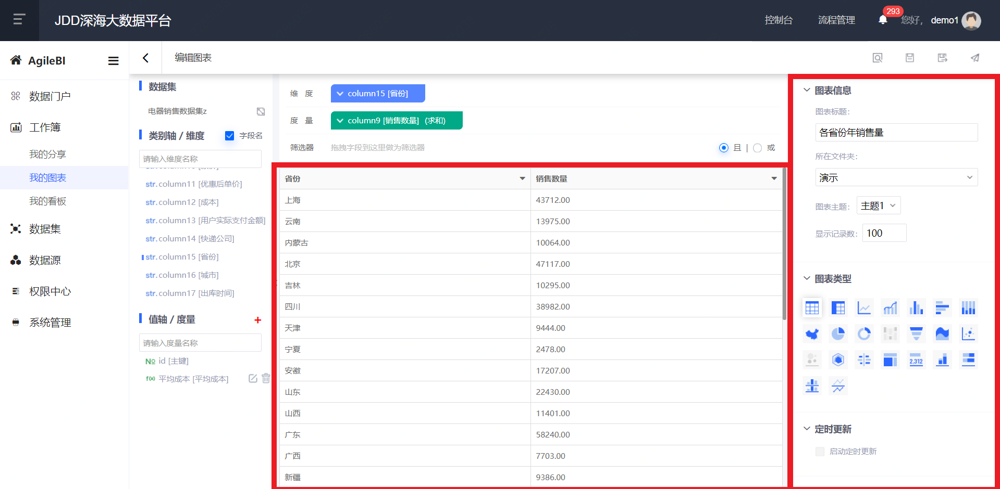 JDD深海大数据平台
控制台
流程管理
293
您好,
demo1
AgileBI
数据门户
工作簿
我的分享
我的图表
我的看板
数据集
数据源
权限中心
系统管理
编辑图表
数据集
电器销售数据集z
类别轴 / 维度
字段名
请输入维度名称
str.column11 [优惠后单价]
str.column12 [成本]
str.column13 [用户实际支付金额]
str.column14 [快递公司]
str.column15 [省份]
str.column16 [城市]
str.column17 [出库时间]
值轴 / 度量
+
请输入度量名称
№ id [主键]
f(x) 平均成本 [平均成本]
维 度
column15 [省份]
度 量
column9 [销售数量] (求和)
筛选器
拖拽字段到这里做为筛选器
且 | 或
省份 销售数量
上海 43712.00
云南 13975.00
内蒙古 10064.00
北京 47117.00
吉林 10295.00
四川 38982.00
天津 9444.00
宁夏 2478.00
安徽 17207.00
山东 22430.00
山西 11401.00
广东 58240.00
广西 7703.00
新疆 9386.00
图表信息
图表标题:
各省份年销售量
所在文件夹:
演示
图表主题: 主题1
显示记录数: 100
图表类型
2,312
定时更新
启动定时更新